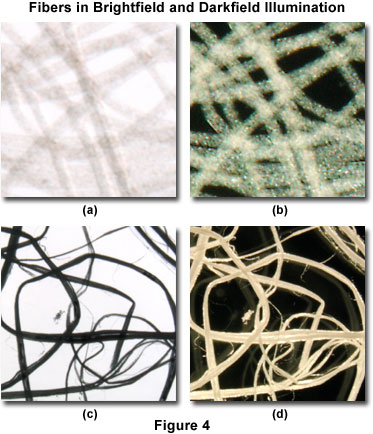 Fibers in Brightfield and Darkfield Illumination
(a)
(b)
(c)
(d)
Figure 4